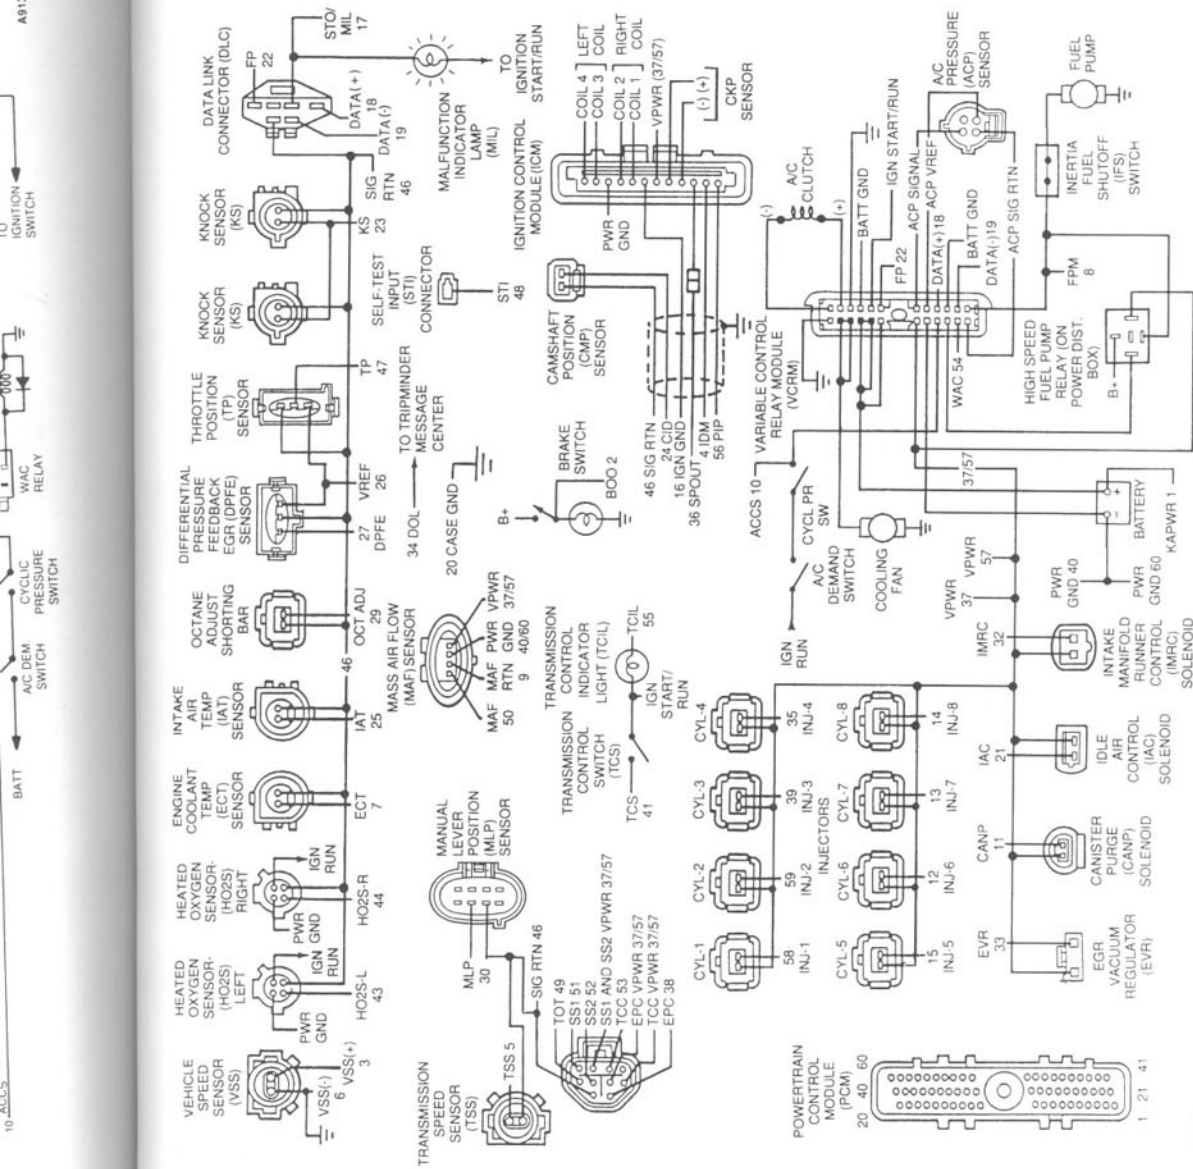 A91
TO
IGNITION
SWITCH
WAC
RELAY
CYCLIC
PRESSURE
SWITCH
A/C DEM
SWITCH
BATT
10 ACCS
VEHICLE
SPEED
SENSOR
(VSS)
VSS(-)
6
VSS(+)
3
HEATED
OXYGEN
SENSOR-
(HO2S)
LEFT
PWR
GND
IGN
RUN
HO2S-L
43
HEATED
OXYGEN
SENSOR-
(HO2S)
RIGHT
PWR
GND
IGN
RUN
HO2S-R
44
ENGINE
COOLANT
TEMP
(ECT)
SENSOR
ECT
7
INTAKE
AIR
TEMP
(IAT)
SENSOR
IAT
25
46
OCTANE
ADJUST
SHORTING
BAR
OCT ADJ
29
DIFFERENTIAL
PRESSURE
FEEDBACK
EGR (DPFE)
SENSOR
27
DPFE
VREF
26
THROTTLE
POSITION
(TP)
SENSOR
TP
47
KNOCK
SENSOR
(KS)
KNOCK
SENSOR
(KS)
KS
23
SIG
RTN
46
DATA LINK
CONNECTOR (DLC)
FP
22
DATA(+)
18
DATA(-)
19
STO/
MIL
17
MALFUNCTION
INDICATOR
LAMP
(MIL)
TO
IGNITION
START/RUN
SELF-TEST
INPUT
(STI)
CONNECTOR
STI
48
34 DOL
TO TRIPMINDER
MESSAGE
CENTER
20 CASE GND
MASS AIR FLOW
(MAF) SENSOR
MAF
50
MAF
RTN
9
PWR
GND
40/60
VPWR
37/57
MANUAL
LEVER
POSITION
(MLP)
SENSOR
MLP
30
SIG RTN 46
TRANSMISSION
SPEED
SENSOR
(TSS)
TSS 5
TOT 49
SS1 51
SS2 52
SS1 AND SS2 VPWR 37/57
TCC 53
EPC VPWR 37/57
TCC VPWR 37/57
EPC 38
TRANSMISSION
CONTROL
SWITCH
(TCS)
TCS
41
TRANSMISSION
CONTROL
INDICATOR
LIGHT (TCIL)
TCIL
55
IGN
START/
RUN
BRAKE
SWITCH
B+
BOO 2
CAMSHAFT
POSITION
(CMP)
SENSOR
46 SIG RTN
24 CID
16 IGN GND
36 SPOUT
4 IDM
56 PIP
IGNITION CONTROL
MODULE (ICM)
PWR
GND
COIL 4
COIL 3
LEFT
COIL
COIL 2
COIL 1
RIGHT
COIL
VPWR (37/57)
(-) (+)
CKP
SENSOR
CYL-1
58
INJ-1
CYL-2
59
INJ-2
CYL-3
39
INJ-3
CYL-4
35
INJ-4
INJECTORS
CYL-5
15
INJ-5
CYL-6
12
INJ-6
CYL-7
13
INJ-7
CYL-8
14
INJ-8
ACCS 10
CYCL PR
SW
A/C
DEMAND
SWITCH
IGN
RUN
COOLING
FAN
VARIABLE CONTROL
RELAY MODULE
(VCRM)
A/C
CLUTCH
(-)
(+)
BATT GND
IGN START/RUN
FP 22
ACP SIGNAL
ACP VREF
DATA(+)18
BATT GND
DATA(-)19
ACP SIG RTN
WAC 54
37/57
A/C
PRESSURE
(ACP)
SENSOR
FUEL
PUMP
INERTIA
FUEL
SHUTOFF
(IFS)
SWITCH
FPM
8
HIGH SPEED
FUEL PUMP
RELAY (ON
POWER DIST.
BOX)
B+
BATTERY
+
-
KAPWR 1
PWR
GND 40
PWR
GND 60
VPWR
37
VPWR
57
POWERTRAIN
CONTROL
MODULE
(PCM)
20 40 60
1 21 41
EVR
33
EGR
VACUUM
REGULATOR
(EVR)
CANP
11
CANISTER
PURGE
(CANP)
SOLENOID
IAC
21
IDLE
AIR
CONTROL
(IAC)
SOLENOID
IMRC
32
INTAKE
MANIFOLD
RUNNER
CONTROL
(IMRC)
SOLENOID